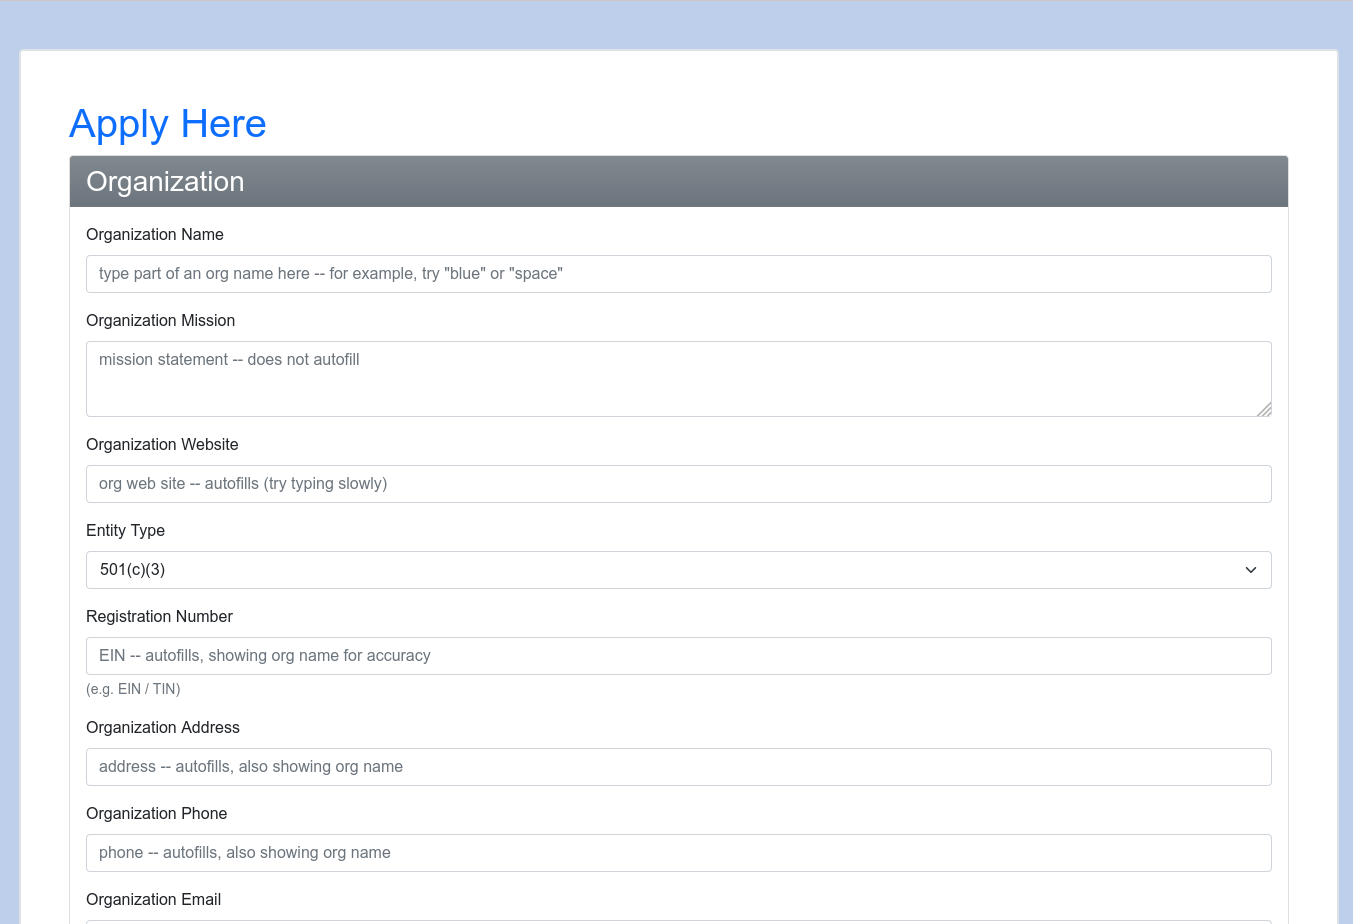 Apply Here
Organization
Organization Name
type part of an org name here -- for example, try "blue" or "space"
Organization Mission
mission statement -- does not autofill
Organization Website
org web site -- autofills (try typing slowly)
Entity Type
501(c)(3)
Registration Number
EIN -- autofills, showing org name for accuracy
(e.g. EIN / TIN)
Organization Address
address -- autofills, also showing org name
Organization Phone
phone -- autofills, also showing org name
Organization Email